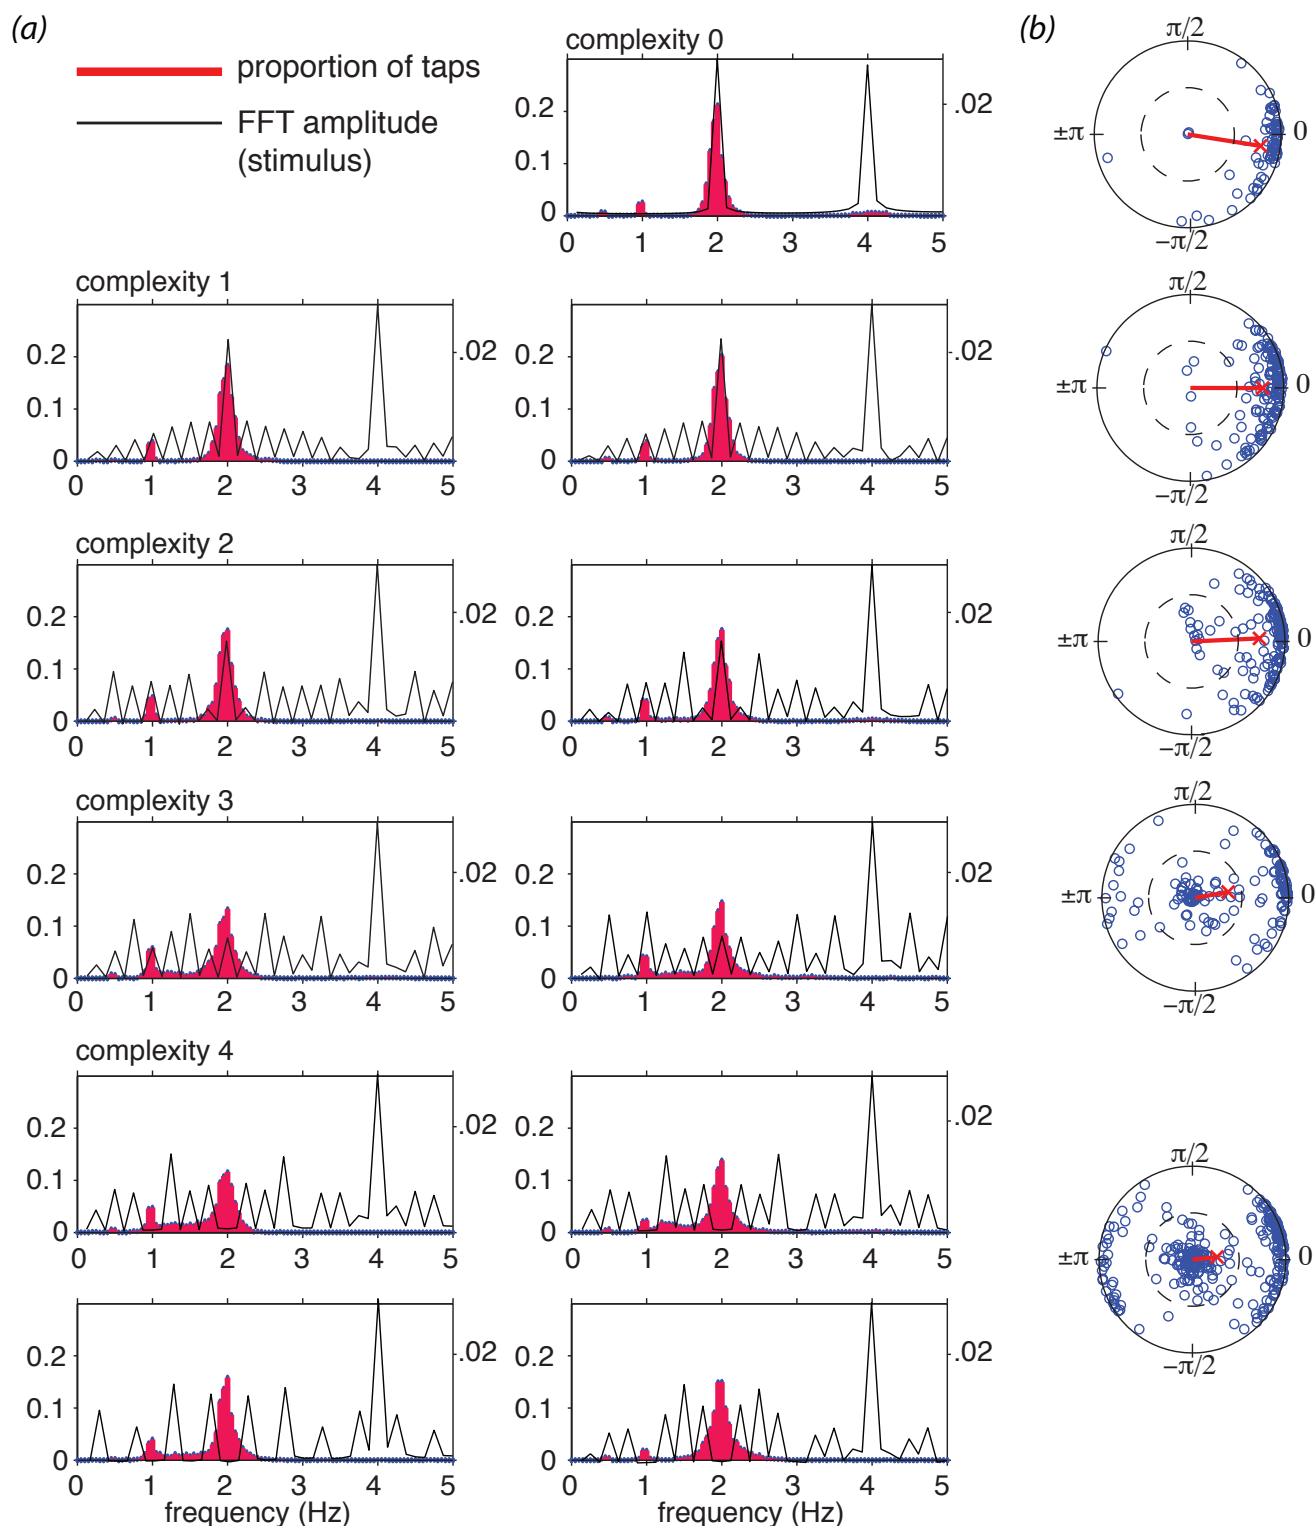 (a)
proportion of taps
FFT amplitude
(stimulus)
complexity 0
0.2
0.1
0
.02
0 1 2 3 4 5
(b)
π/2
±π
0
−π/2
complexity 1
0.2
0.1
0
.02
0 1 2 3 4 5
0.2
0.1
0
.02
0 1 2 3 4 5
π/2
±π
0
−π/2
complexity 2
0.2
0.1
0
.02
0 1 2 3 4 5
0.2
0.1
0
.02
0 1 2 3 4 5
π/2
±π
0
−π/2
complexity 3
0.2
0.1
0
.02
0 1 2 3 4 5
0.2
0.1
0
.02
0 1 2 3 4 5
π/2
±π
0
−π/2
complexity 4
0.2
0.1
0
.02
0 1 2 3 4 5
0.2
0.1
0
.02
0 1 2 3 4 5
π/2
±π
0
−π/2
0.2
0.1
0
.02
0 1 2 3 4 5
frequency (Hz)
0.2
0.1
0
.02
0 1 2 3 4 5
frequency (Hz)